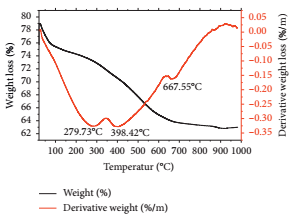 80
78
76
74
72
70
68
66
64
62
Weight loss (%)
0.05
0.00
−0.05
−0.10
−0.15
−0.20
−0.25
−0.30
−0.35
Derivative weight loss (%/m)
667.55°C
279.73°C
398.42°C
100 200 300 400 500 600 700 800 900 1000
Temperatur (°C)
Weight (%)
Derivative weight (%/m)